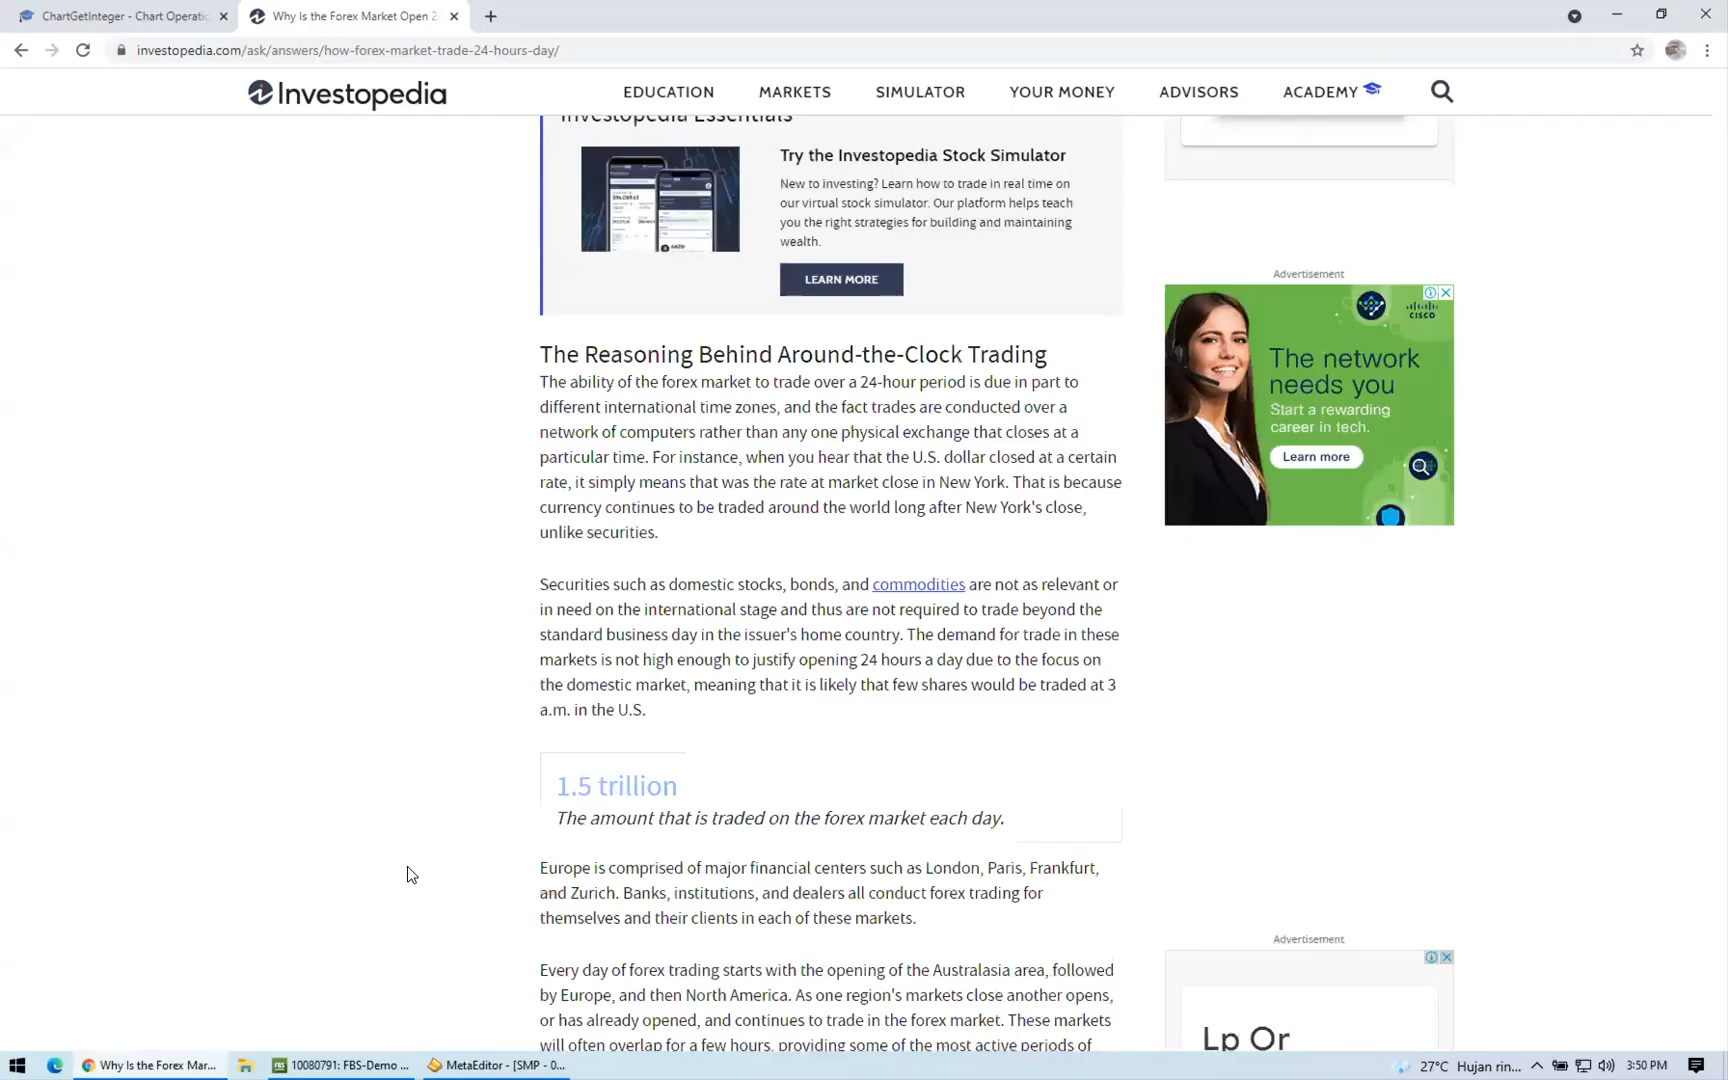 ChartGetInteger - Chart Operatic
Why Is the Forex Market Open 2
investopedia.com/ask/answers/how-forex-market-trade-24-hours-day/
Investopedia
EDUCATION
MARKETS
SIMULATOR
YOUR MONEY
ADVISORS
ACADEMY
Investopedia Essentials
Try the Investopedia Stock Simulator
New to investing? Learn how to trade in real time on
our virtual stock simulator. Our platform helps teach
you the right strategies for building and maintaining
wealth.
LEARN MORE
The Reasoning Behind Around-the-Clock Trading
The ability of the forex market to trade over a 24-hour period is due in part to
different international time zones, and the fact trades are conducted over a
network of computers rather than any one physical exchange that closes at a
particular time. For instance, when you hear that the U.S. dollar closed at a certain
rate, it simply means that was the rate at market close in New York. That is because
currency continues to be traded around the world long after New York's close,
unlike securities.
Securities such as domestic stocks, bonds, and commodities are not as relevant or
in need on the international stage and thus are not required to trade beyond the
standard business day in the issuer's home country. The demand for trade in these
markets is not high enough to justify opening 24 hours a day due to the focus on
the domestic market, meaning that it is likely that few shares would be traded at 3
a.m. in the U.S.
1.5 trillion
The amount that is traded on the forex market each day.
Europe is comprised of major financial centers such as London, Paris, Frankfurt,
and Zurich. Banks, institutions, and dealers all conduct forex trading for
themselves and their clients in each of these markets.
Every day of forex trading starts with the opening of the Australasia area, followed
by Europe, and then North America. As one region's markets close another opens,
or has already opened, and continues to trade in the forex market. These markets
will often overlap for a few hours, providing some of the most active periods of
Advertisement
CISCO
The network
needs you
Start a rewarding
career in tech.
Learn more
Advertisement
Lp Or
Why Is the Forex Mar...
10080791: FBS-Demo ...
MetaEditor - [SMP - 0...
27°C Hujan rin...
3:50 PM